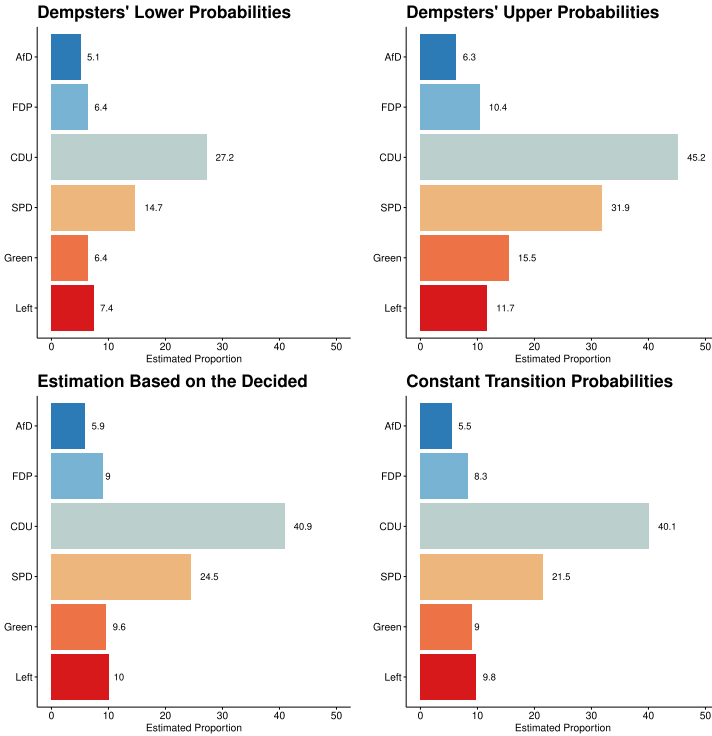 Dempsters' Lower Probabilities
AfD 5.1
FDP 6.4
CDU 27.2
SPD 14.7
Green 6.4
Left 7.4
0 10 20 30 40 50
Estimated Proportion
Dempsters' Upper Probabilities
AfD 6.3
FDP 10.4
CDU 45.2
SPD 31.9
Green 15.5
Left 11.7
0 10 20 30 40 50
Estimated Proportion
Estimation Based on the Decided
AfD 5.9
FDP 9
CDU 40.9
SPD 24.5
Green 9.6
Left 10
0 10 20 30 40 50
Estimated Proportion
Constant Transition Probabilities
AfD 5.5
FDP 8.3
CDU 40.1
SPD 21.5
Green 9
Left 9.8
0 10 20 30 40 50
Estimated Proportion